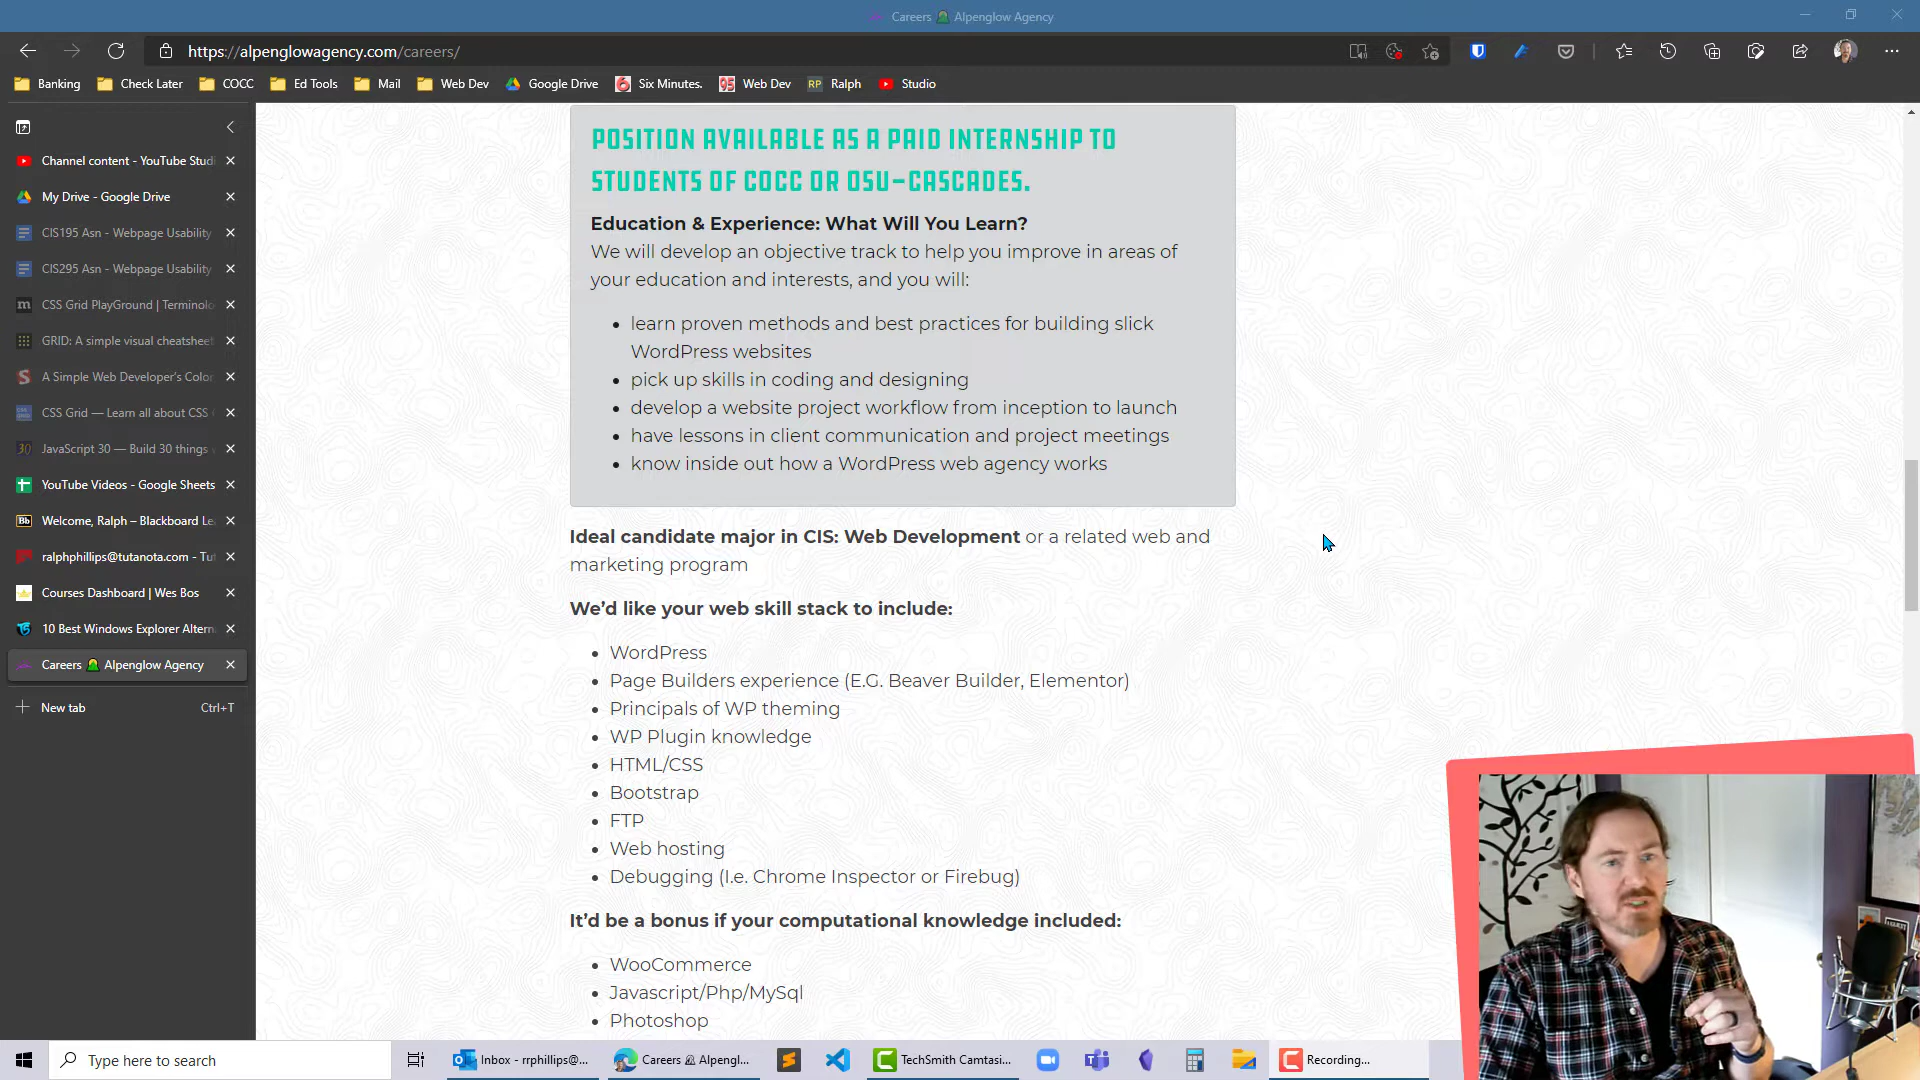 Careers Alpenglow Agency
https://alpenglowagency.com/careers/
Banking
Check Later
COCC
Ed Tools
Mail
Web Dev
Google Drive
Six Minutes.
Web Dev
RP Ralph
Studio
Channel content - YouTube Studi
My Drive - Google Drive
CIS195 Asn - Webpage Usability
CIS295 Asn - Webpage Usability
CSS Grid PlayGround | Terminolo
GRID: A simple visual cheatsheet
A Simple Web Developer's Color
CSS Grid — Learn all about CSS
JavaScript 30 — Build 30 things
YouTube Videos - Google Sheets
Bb Welcome, Ralph – Blackboard Le
ralphphillips@tutanota.com - Tut
Courses Dashboard | Wes Bos
10 Best Windows Explorer Altern
Careers Alpenglow Agency
New tab Ctrl+T
POSITION AVAILABLE AS A PAID INTERNSHIP TO
STUDENTS OF COCC OR OSU-CASCADES.
Education & Experience: What Will You Learn?
We will develop an objective track to help you improve in areas of
your education and interests, and you will:
learn proven methods and best practices for building slick
WordPress websites
pick up skills in coding and designing
develop a website project workflow from inception to launch
have lessons in client communication and project meetings
know inside out how a WordPress web agency works
Ideal candidate major in CIS: Web Development or a related web and
marketing program
We'd like your web skill stack to include:
WordPress
Page Builders experience (E.G. Beaver Builder, Elementor)
Principals of WP theming
WP Plugin knowledge
HTML/CSS
Bootstrap
FTP
Web hosting
Debugging (I.e. Chrome Inspector or Firebug)
It'd be a bonus if your computational knowledge included:
WooCommerce
Javascript/Php/MySql
Photoshop
Type here to search
Inbox - rrphillips@...
Careers Alpengl...
TechSmith Camtasi...
Recording...